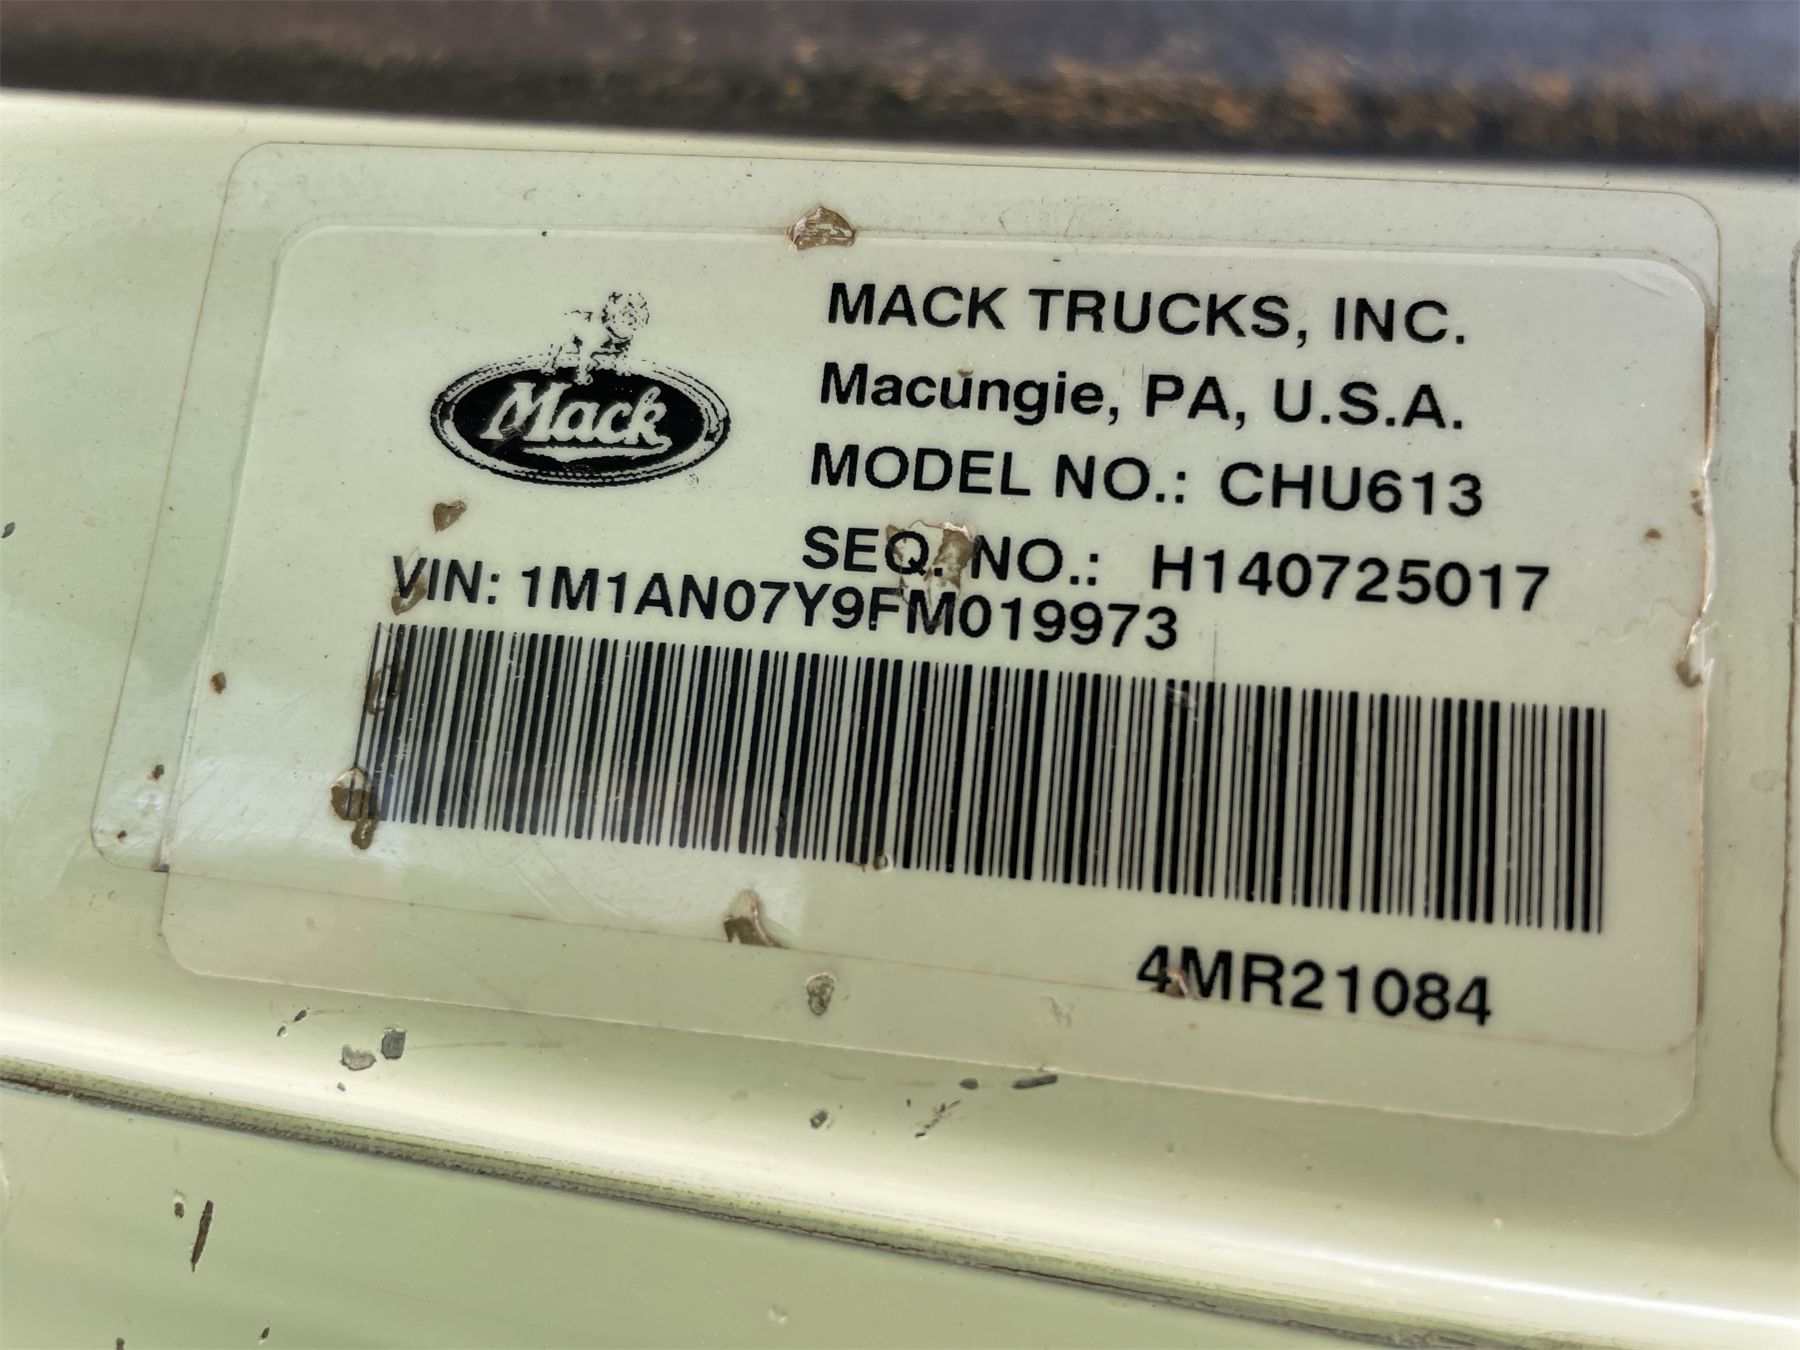 Mack
MACK TRUCKS, INC.
Macungie, PA, U.S.A.
MODEL NO.: CHU613
SEQ. NO.: H140725017
VIN: 1M1AN07Y9FM019973
4MR21084